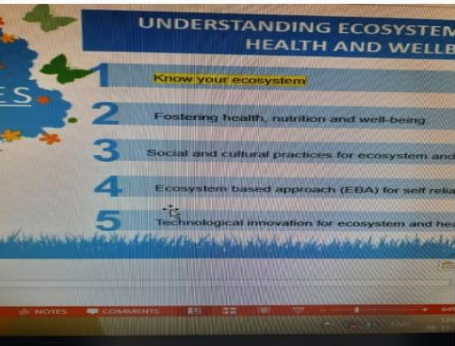 UNDERSTANDING ECOSYSTEM
HEALTH AND WELLB
ES
1 Know your ecosystem
2 Fostering health, nutrition and well-being
3 Social and cultural practices for ecosystem and
4 Ecosystem based approach (EBA) for self relia
5 Technological innovation for ecosystem and hea
NOTES COMMENTS